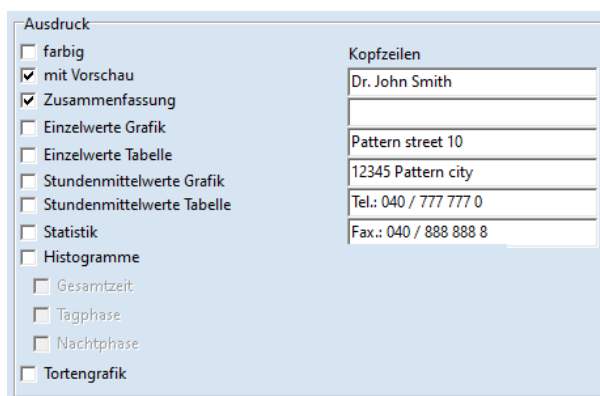 Ausdruck
farbig
mit Vorschau
Zusammenfassung
Einzelwerte Grafik
Einzelwerte Tabelle
Stundenmittelwerte Grafik
Stundenmittelwerte Tabelle
Statistik
Histogramme
Gesamtzeit
Tagphase
Nachtphase
Tortengrafik
Kopfzeilen
Dr. John Smith
Pattern street 10
12345 Pattern city
Tel.: 040 / 777 777 0
Fax.: 040 / 888 888 8